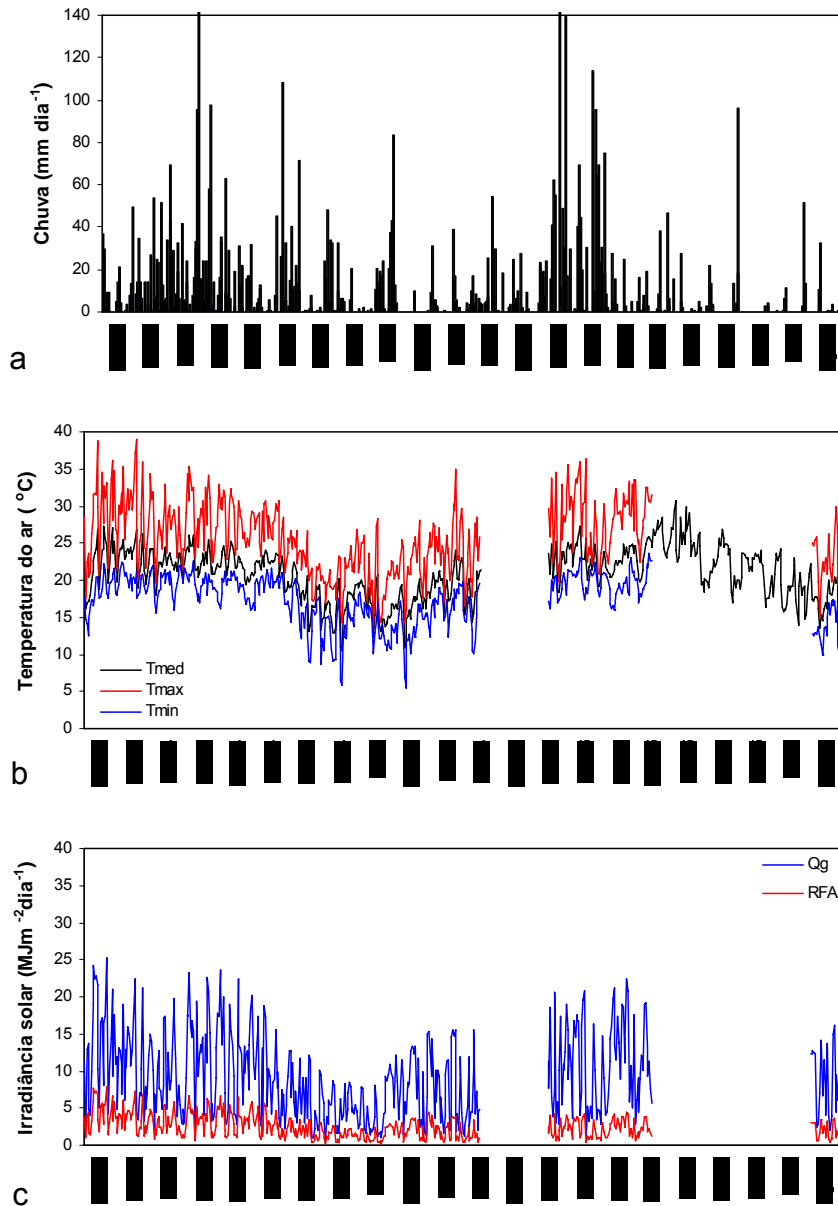 140
120
100
80
60
40
20
0
Chuva (mm dia⁻¹)
a
40
35
30
25
20
15
10
5
0
Temperatura do ar ( °C)
Tmed
Tmax
Tmin
b
40
35
30
25
20
15
10
5
0
Irradiância solar (MJm⁻²dia⁻¹)
Qg
RFA
c